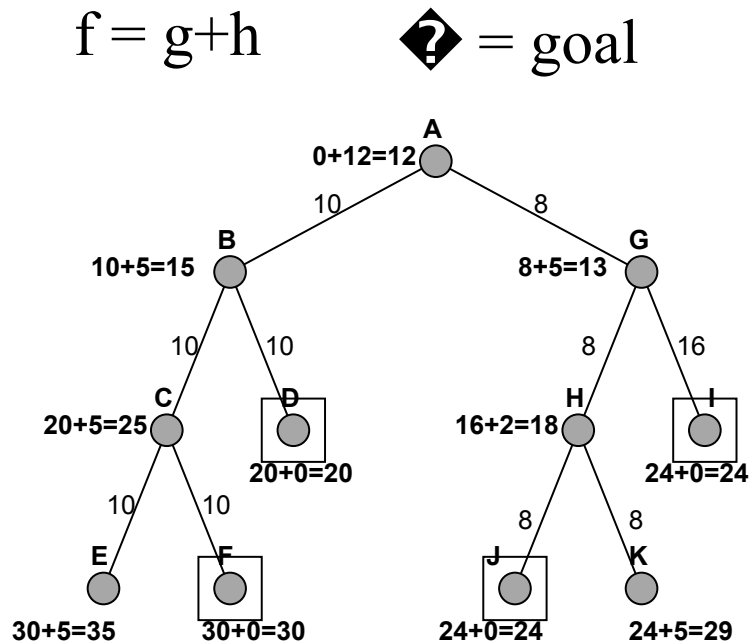 f = g+h
� = goal
A
0+12=12
10
8
B
G
10+5=15
8+5=13
10
10
8
16
C
D
H
I
20+5=25
16+2=18
20+0=20
24+0=24
10
10
8
8
E
F
J
K
30+5=35
30+0=30
24+0=24
24+5=29